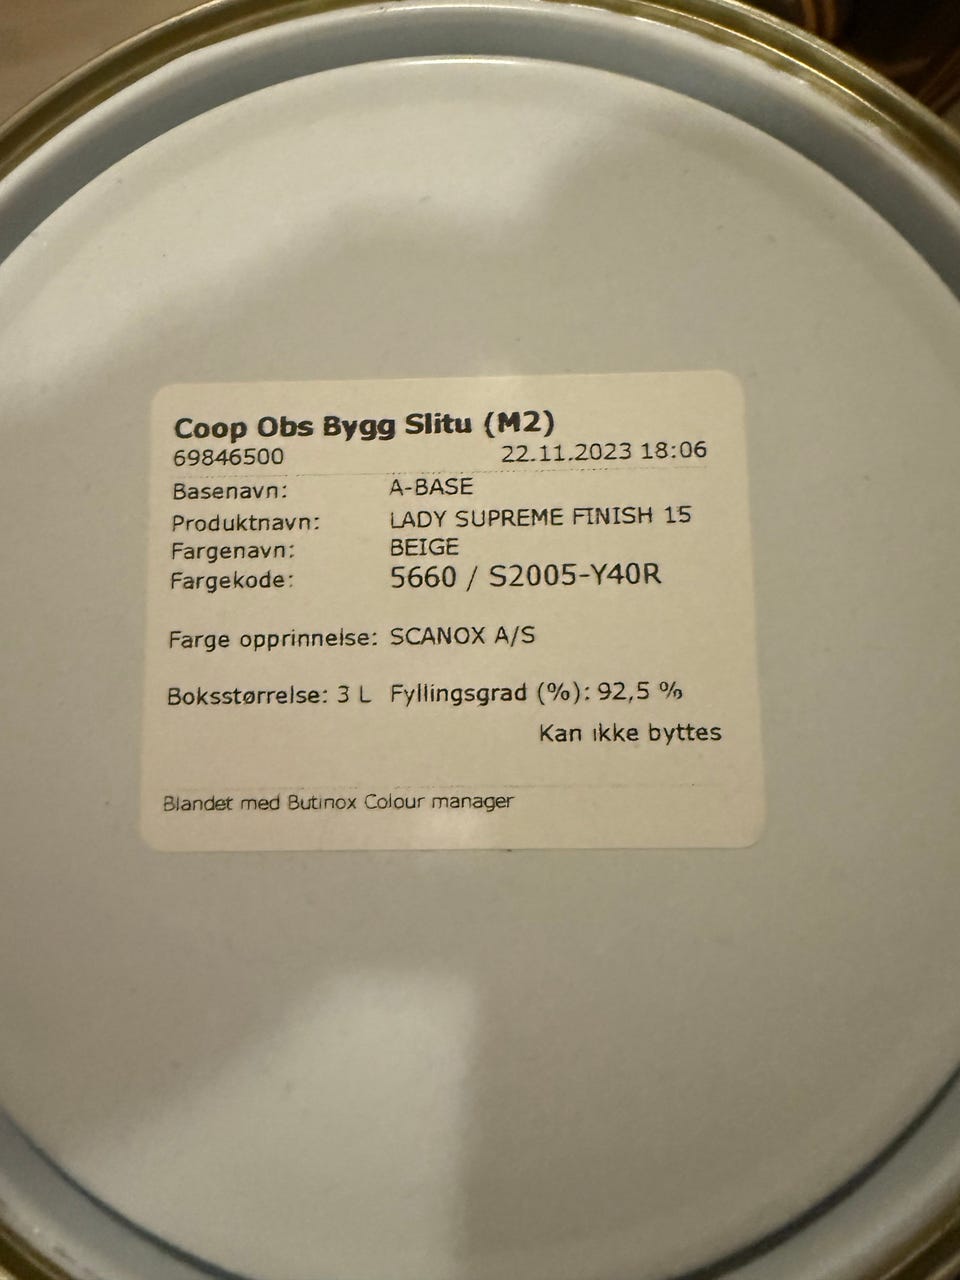 Coop Obs Bygg Slitu (M2)
69846500 22.11.2023 18:06
Basenavn: A-BASE
Produktnavn: LADY SUPREME FINISH 15
Fargenavn: BEIGE
Fargekode: 5660 / S2005-Y40R
Farge opprinnelse: SCANOX A/S
Boksstørrelse: 3 L Fyllingsgrad (%): 92,5 %
Kan ikke byttes
Blandet med Butinox Colour manager